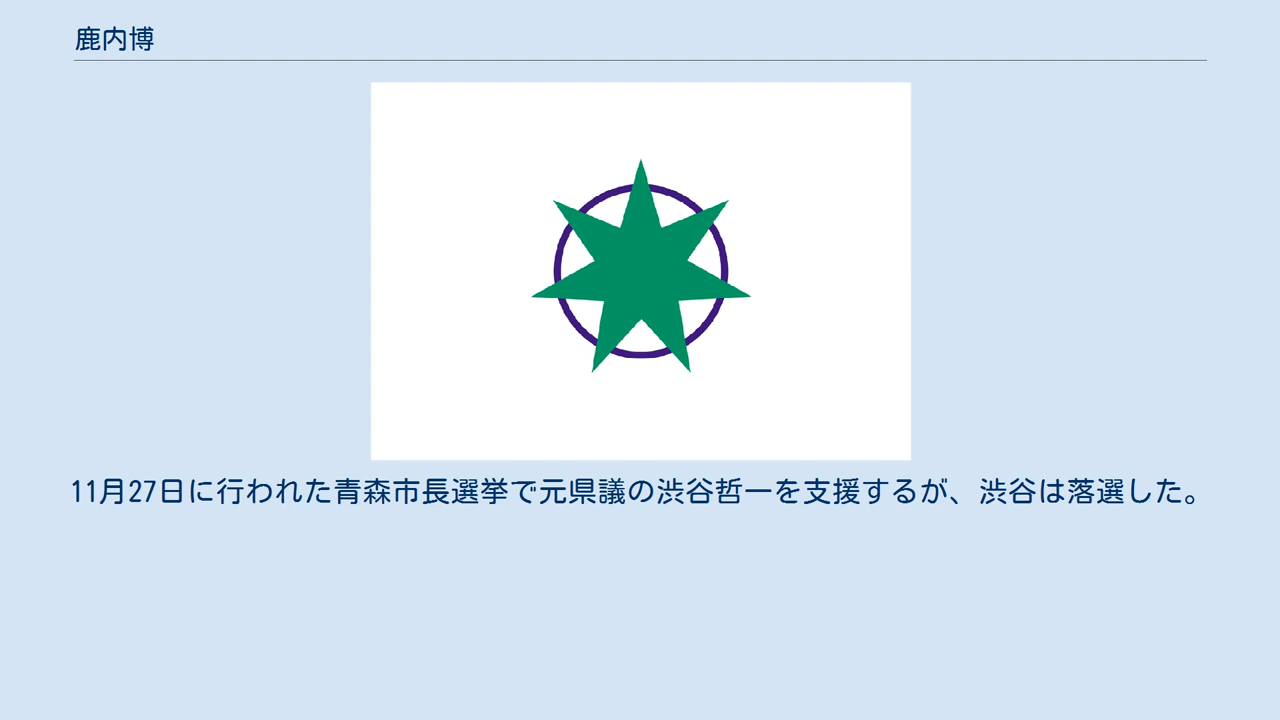 鹿内博
11月27日に行われた青森市長選挙で元県議の渋谷哲一を支援するが、渋谷は落選した。